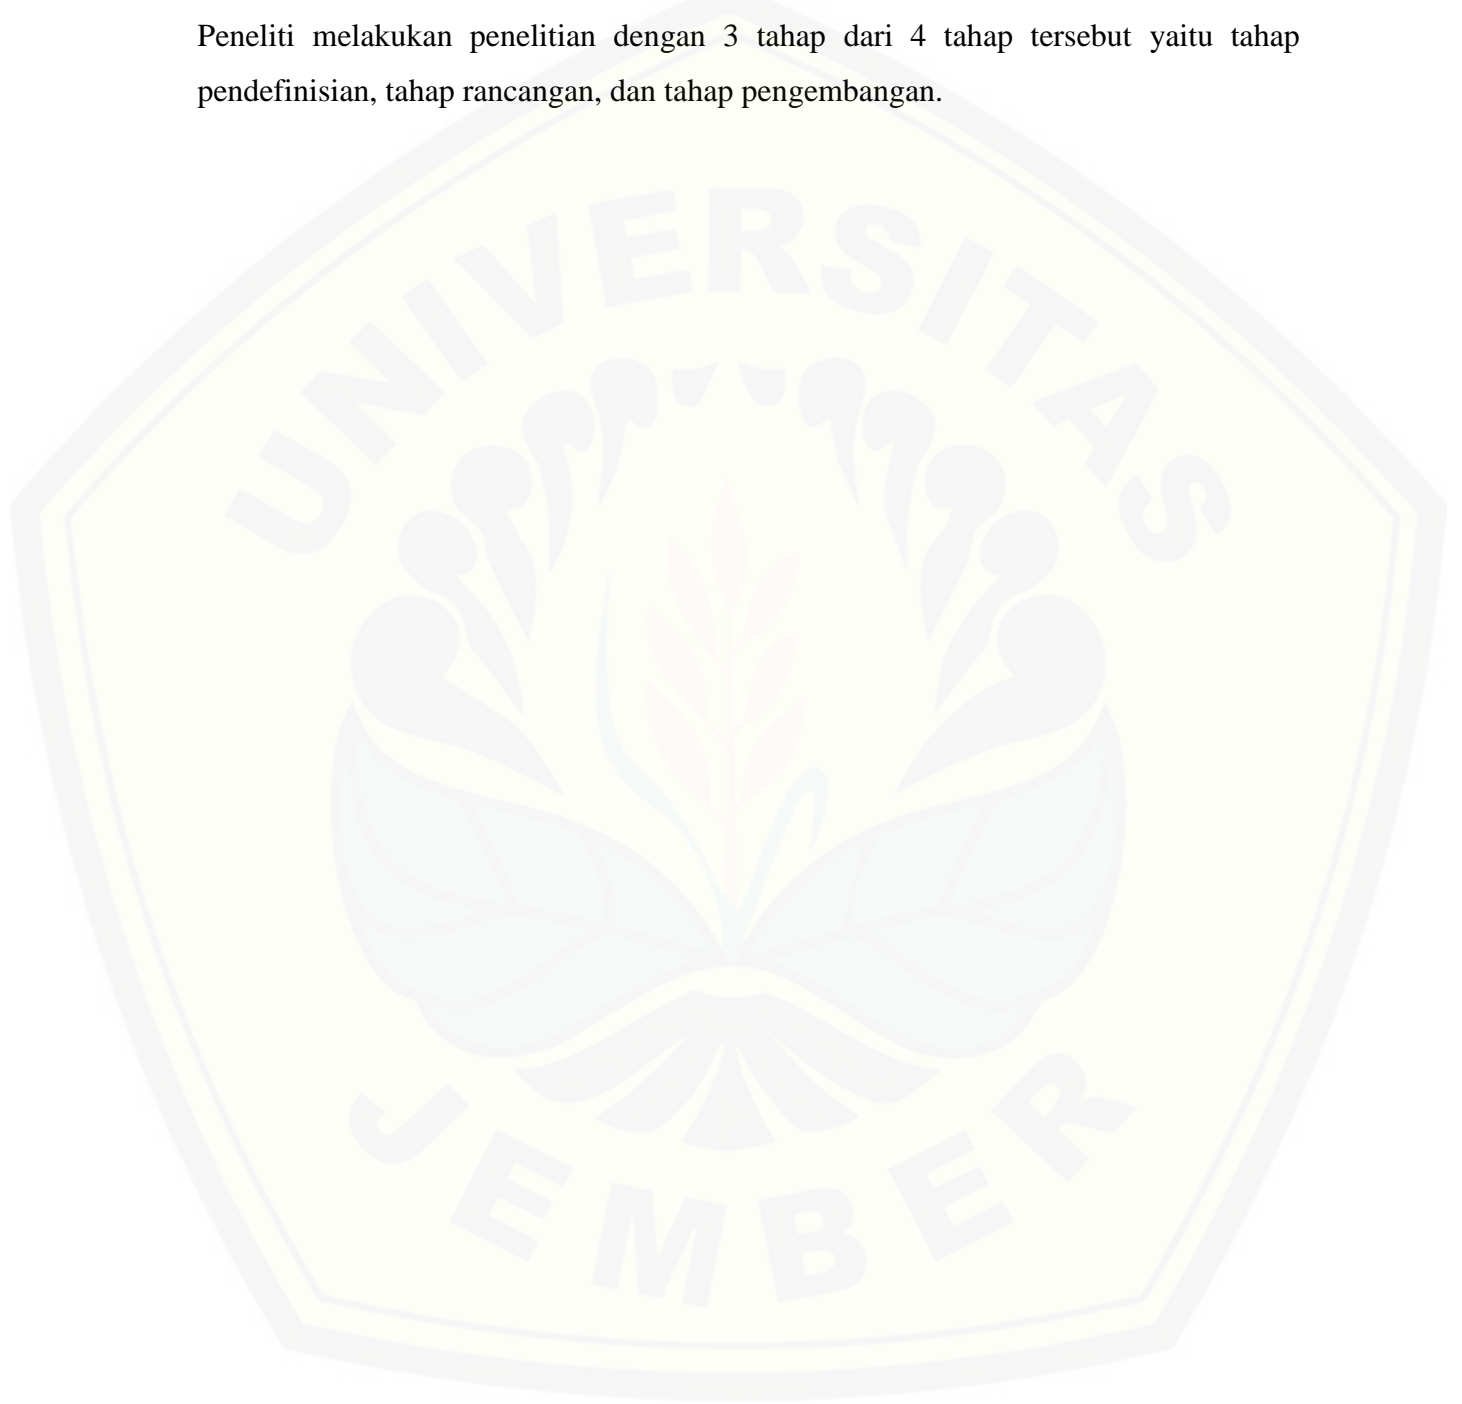 Peneliti melakukan penelitian dengan 3 tahap dari 4 tahap tersebut yaitu tahap
pendefinisian, tahap rancangan, dan tahap pengembangan.
UNIVERSITAS
JEMBER